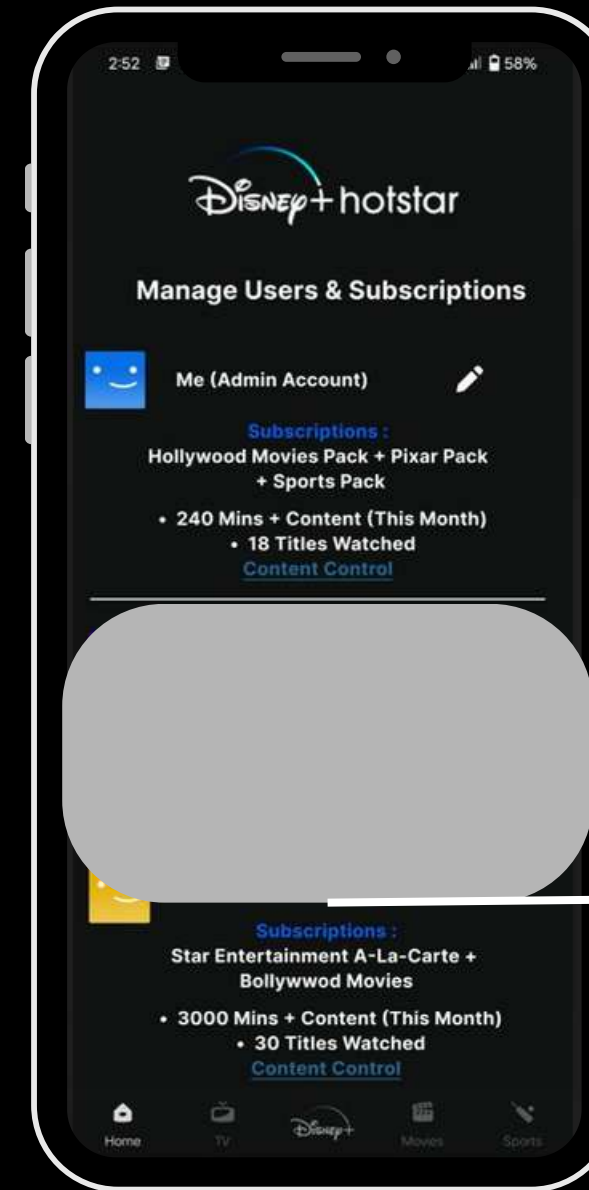 2:52 58%
Disney+ hotstar
Manage Users & Subscriptions
Me (Admin Account)
Subscriptions :
Hollywood Movies Pack + Pixar Pack
+ Sports Pack
• 240 Mins + Content (This Month)
• 18 Titles Watched
Content Control
Subscriptions :
Star Entertainment A-La-Carte +
Bollywwod Movies
• 3000 Mins + Content (This Month)
• 30 Titles Watched
Content Control
Home TV Disney+ Movies Sports